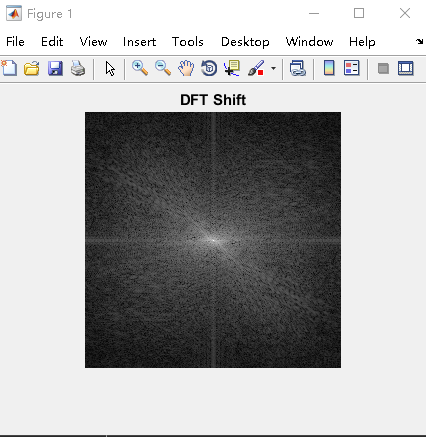 Figure 1
File Edit View Insert Tools Desktop Window Help
DFT Shift